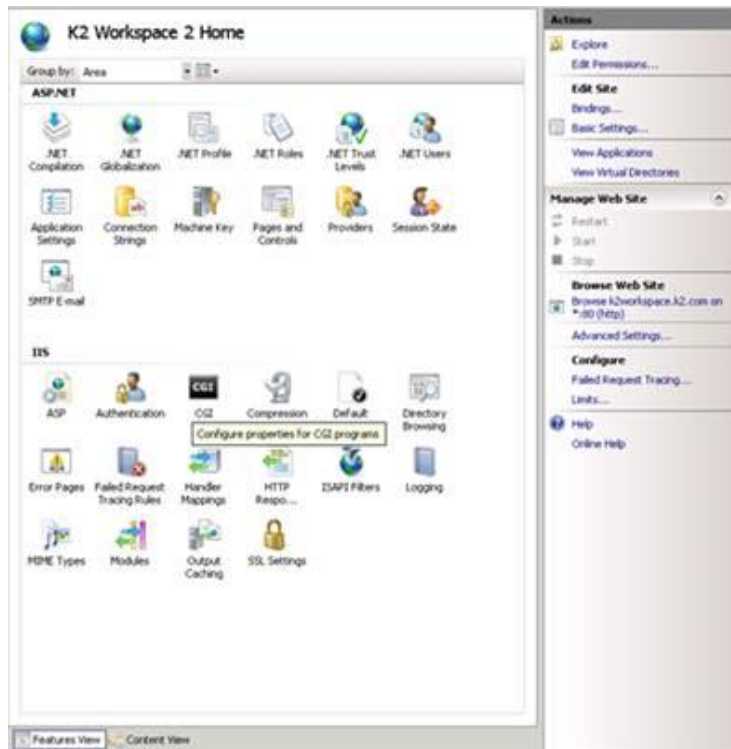 K2 Workspace 2 Home
Group by: Area
ASP.NET
.NET Compilation
.NET Globalization
.NET Profile
.NET Roles
.NET Trust Levels
.NET Users
Application Settings
Connection Strings
Machine Key
Pages and Controls
Providers
Session State
SMTP E-mail
IIS
ASP
Authentication
CGI
CGI
Compression
Default
Directory Browsing
Configure properties for CGI programs
Error Pages
Failed Request Tracing Rules
Handler Mappings
HTTP Respo...
ISAPI Filters
Logging
MIME Types
Modules
Output Caching
SSL Settings
Features View
Content View
Actions
Explore
Edit Permissions...
Edit Site
Bindings...
Basic Settings...
View Applications
View Virtual Directories
Manage Web Site
Restart
Start
Stop
Browse Web Site
Browse k2workspace.k2.com on
*:80 (http)
Advanced Settings...
Configure
Failed Request Tracing...
Limits...
Help
Online Help